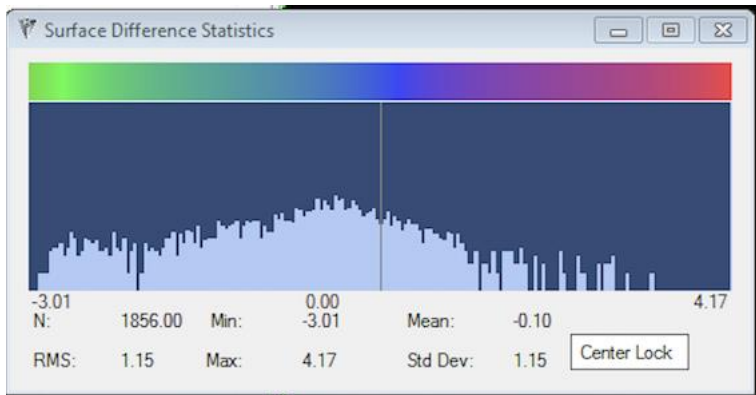 Surface Difference Statistics
-3.01 0.00 4.17
N: 1856.00 Min: -3.01 Mean: -0.10
RMS: 1.15 Max: 4.17 Std Dev: 1.15 Center Lock